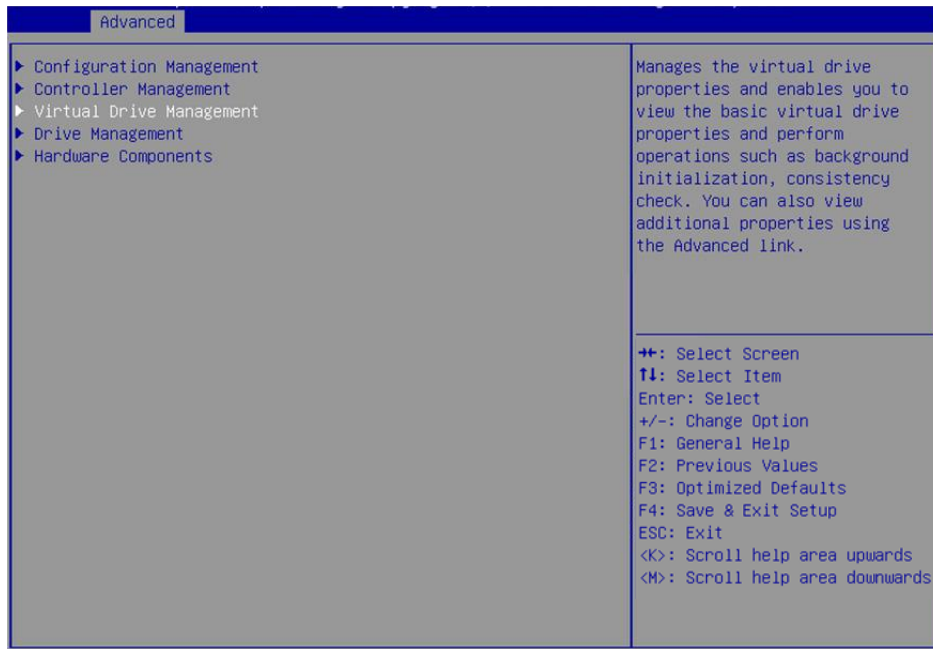 Advanced
Configuration Management
Controller Management
Virtual Drive Management
Drive Management
Hardware Components
Manages the virtual drive
properties and enables you to
view the basic virtual drive
properties and perform
operations such as background
initialization, consistency
check. You can also view
additional properties using
the Advanced link.
→←: Select Screen
↑↓: Select Item
Enter: Select
+/-: Change Option
F1: General Help
F2: Previous Values
F3: Optimized Defaults
F4: Save & Exit Setup
ESC: Exit
<K>: Scroll help area upwards
<M>: Scroll help area downwards